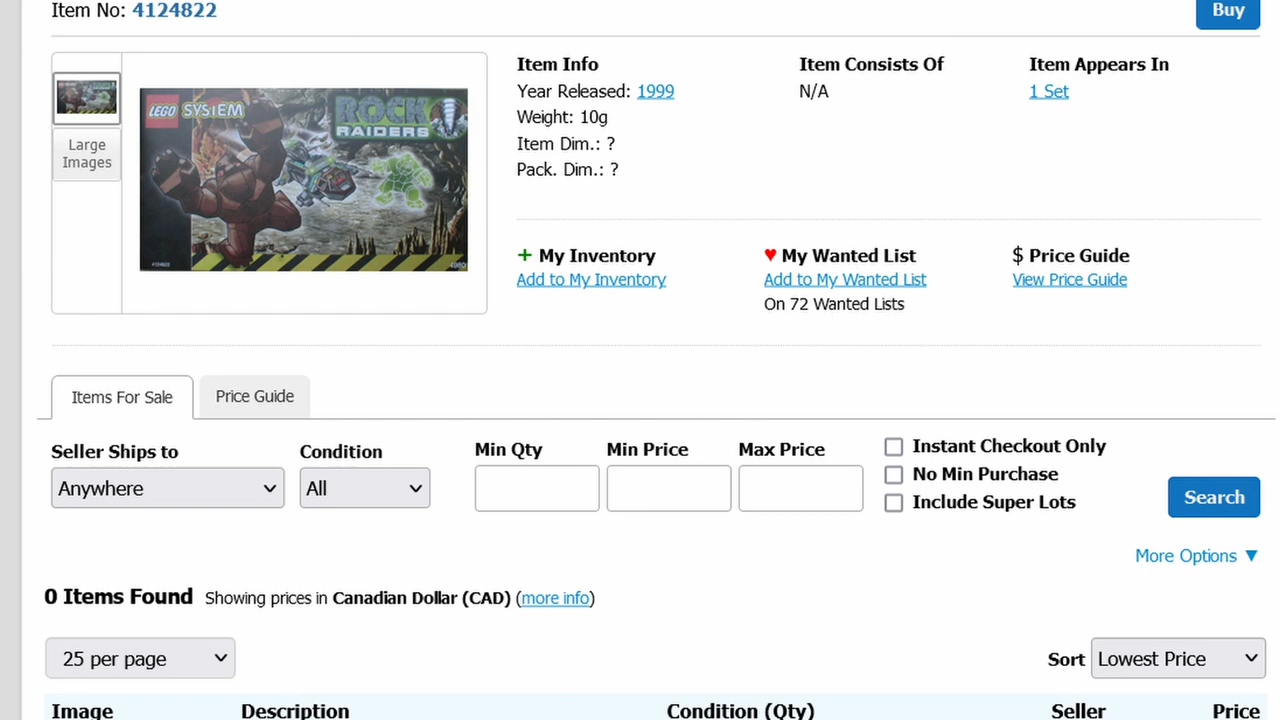 Item No: 4124822
Buy
LEGO SYSTEM
ROCK RAIDERS
4124822
Large Images
Item Info
Year Released: 1999
Weight: 10g
Item Dim.: ?
Pack. Dim.: ?
Item Consists Of
N/A
Item Appears In
1 Set
+ My Inventory
Add to My Inventory
♥ My Wanted List
Add to My Wanted List
On 72 Wanted Lists
$ Price Guide
View Price Guide
Items For Sale
Price Guide
Seller Ships to
Anywhere
Condition
All
Min Qty
Min Price
Max Price
Instant Checkout Only
No Min Purchase
Include Super Lots
Search
More Options ▼
0 Items Found Showing prices in Canadian Dollar (CAD) (more info)
25 per page
Sort Lowest Price
Image Description Condition (Qty) Seller Price